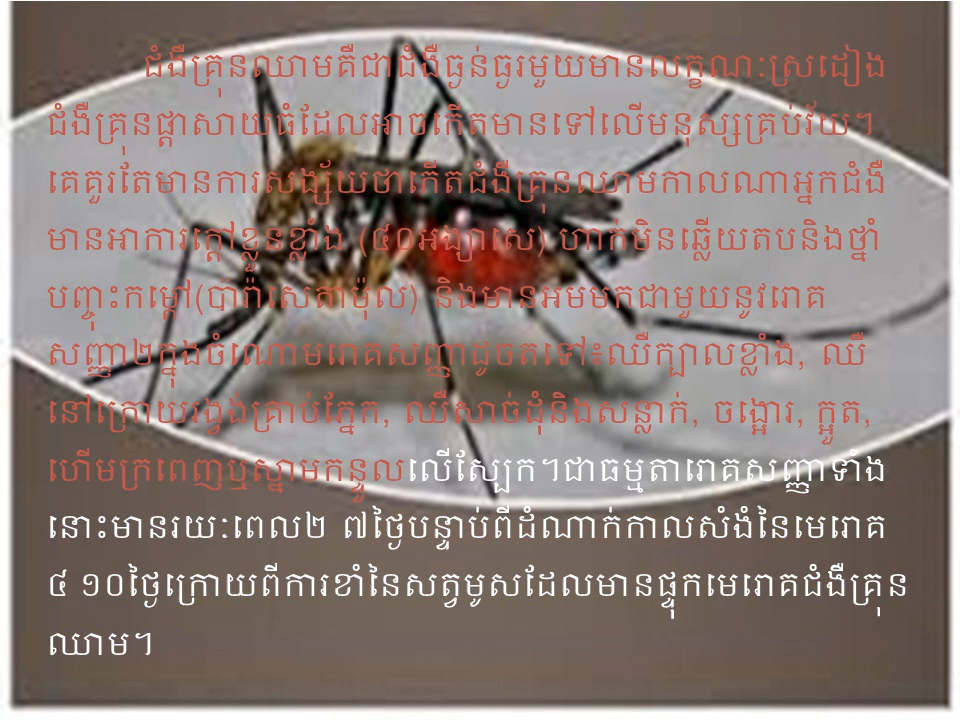 ជំងឺគ្រុនឈាមគឺជាជំងឺធ្ងន់ធ្ងរមួយមានលក្ខណៈស្រដៀង
ជំងឺគ្រុនផ្តាសាយធំដែលអាចកើតមានទៅលើមនុស្សគ្រប់វ័យ។
គេគួរតែមានការសង្ស័យថាកើតជំងឺគ្រុនឈាមកាលណាអ្នកជំងឺ
មានអាការក្តៅខ្លួនខ្លាំង (៤០អង្សាសេ) ហាក់មិនឆ្លើយតបនិងថ្នាំ
បញ្ចុះកម្តៅ(ប៉ារ៉ាសេតាម៉ុល) និងមានអមមកជាមួយនូវរោគ
សញ្ញា២ក្នុងចំណោមរោគសញ្ញាដូចតទៅ៖ឈឺក្បាលខ្លាំង, ឈឺ
នៅក្រោយរង្វង់គ្រាប់ភ្នែក, ឈឺសាច់ដុំនិងសន្លាក់, ចង្អោរ, ក្អួត,
ហើមក្រពេញឬស្នាមកន្ទួលលើស្បែក។ជាធម្មតារោគសញ្ញាទាំង
នោះមានរយៈពេល២ ៧ថ្ងៃបន្ទាប់ពីដំណាក់កាលសំងំនៃមេរោគ
៤ ១០ថ្ងៃក្រោយពីការខាំនៃសត្វមូសដែលមានផ្ទុកមេរោគជំងឺគ្រុន
ឈាម។